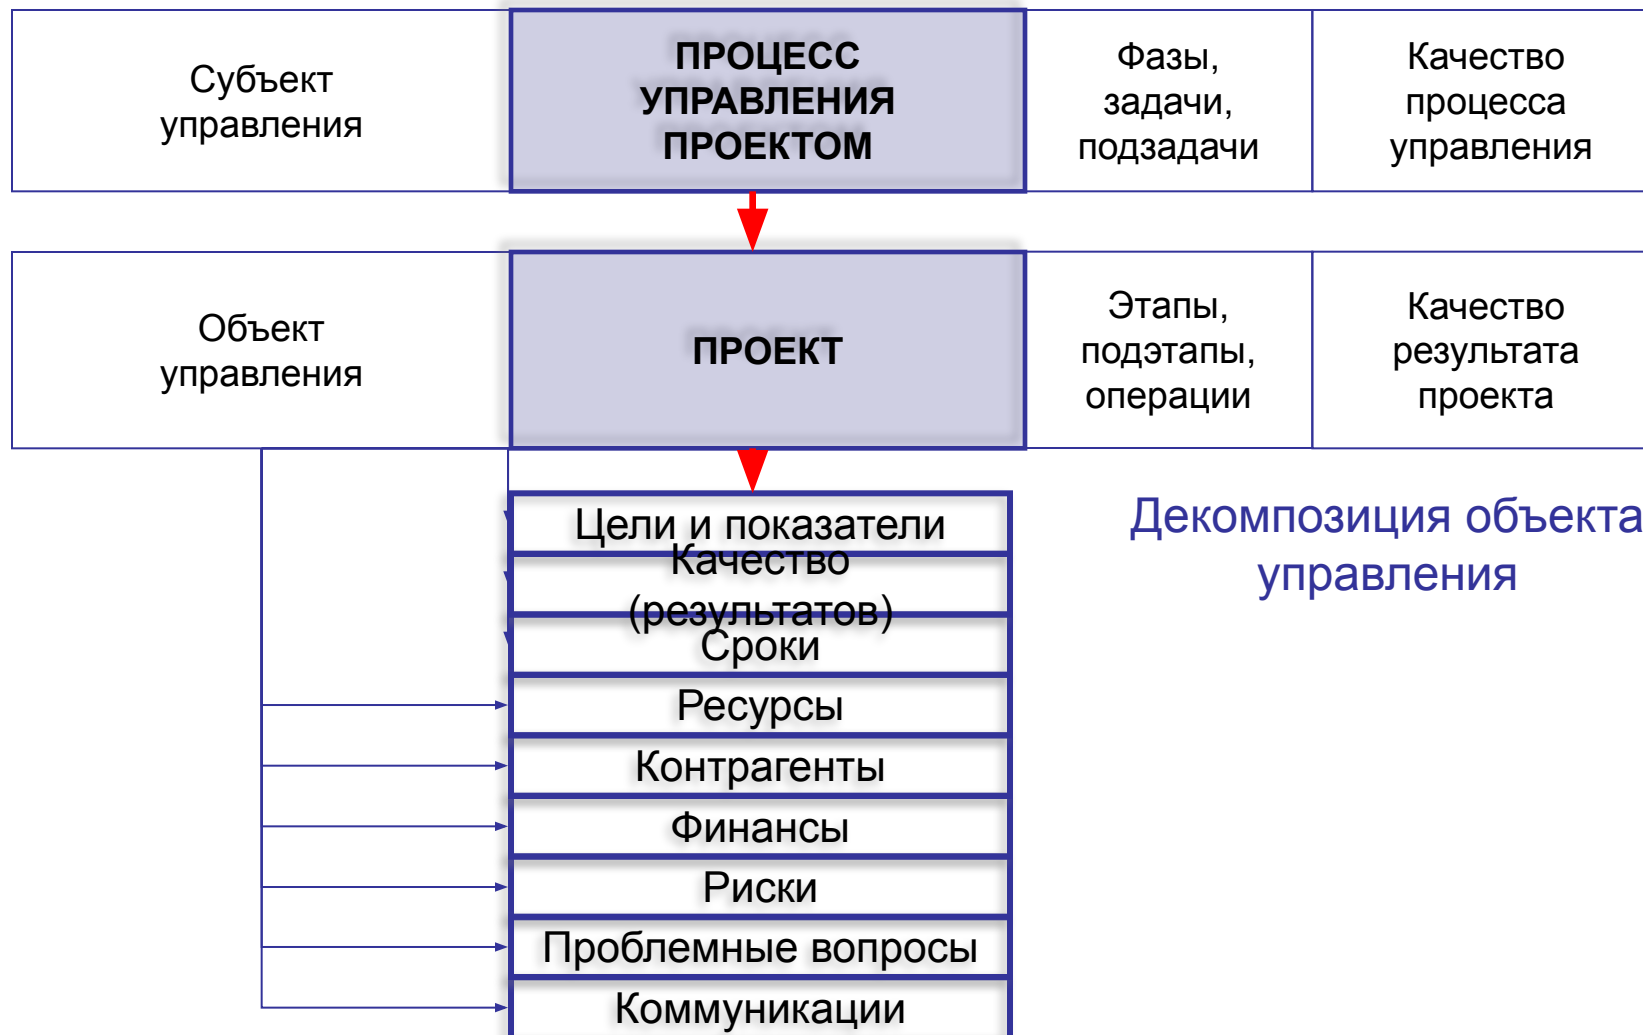 Субъект
управления
ПРОЦЕСС
УПРАВЛЕНИЯ
ПРОЕКТОМ
Фазы,
задачи,
подзадачи
Качество
процесса
управления
Объект
управления
ПРОЕКТ
Этапы,
подэтапы,
операции
Качество
результата
проекта
Декомпозиция объекта
управления
Цели и показатели
Качество
(результатов)
Сроки
Ресурсы
Контрагенты
Финансы
Риски
Проблемные вопросы
Коммуникации